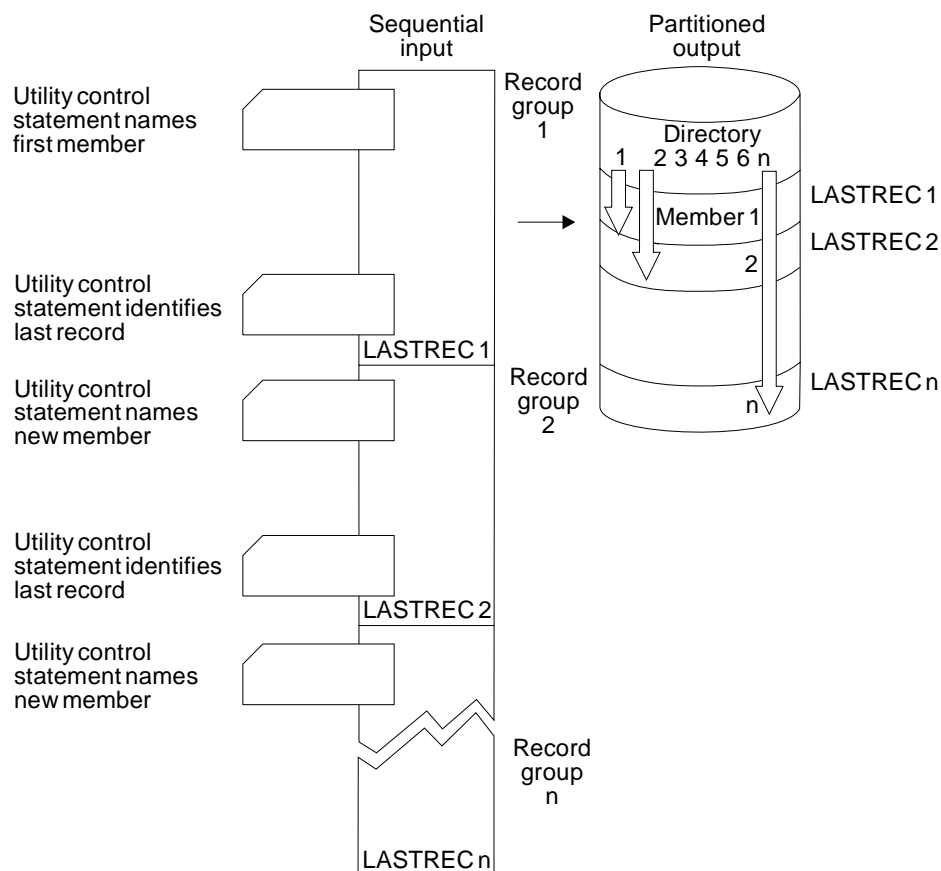 Sequential
input
Partitioned
output
Utility control
statement names
first member
Record
group
1
Directory
1 2 3 4 5 6 n
LASTREC 1
Member 1
LASTREC 2
2
Utility control
statement identifies
last record
LASTREC 1
Utility control
statement names
new member
Record
group
2
LASTREC n
n
Utility control
statement identifies
last record
LASTREC 2
Utility control
statement names
new member
Record
group
n
LASTREC n